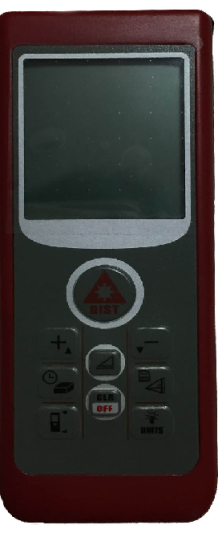 DIST
+ −
CLR
OFF
UNITS